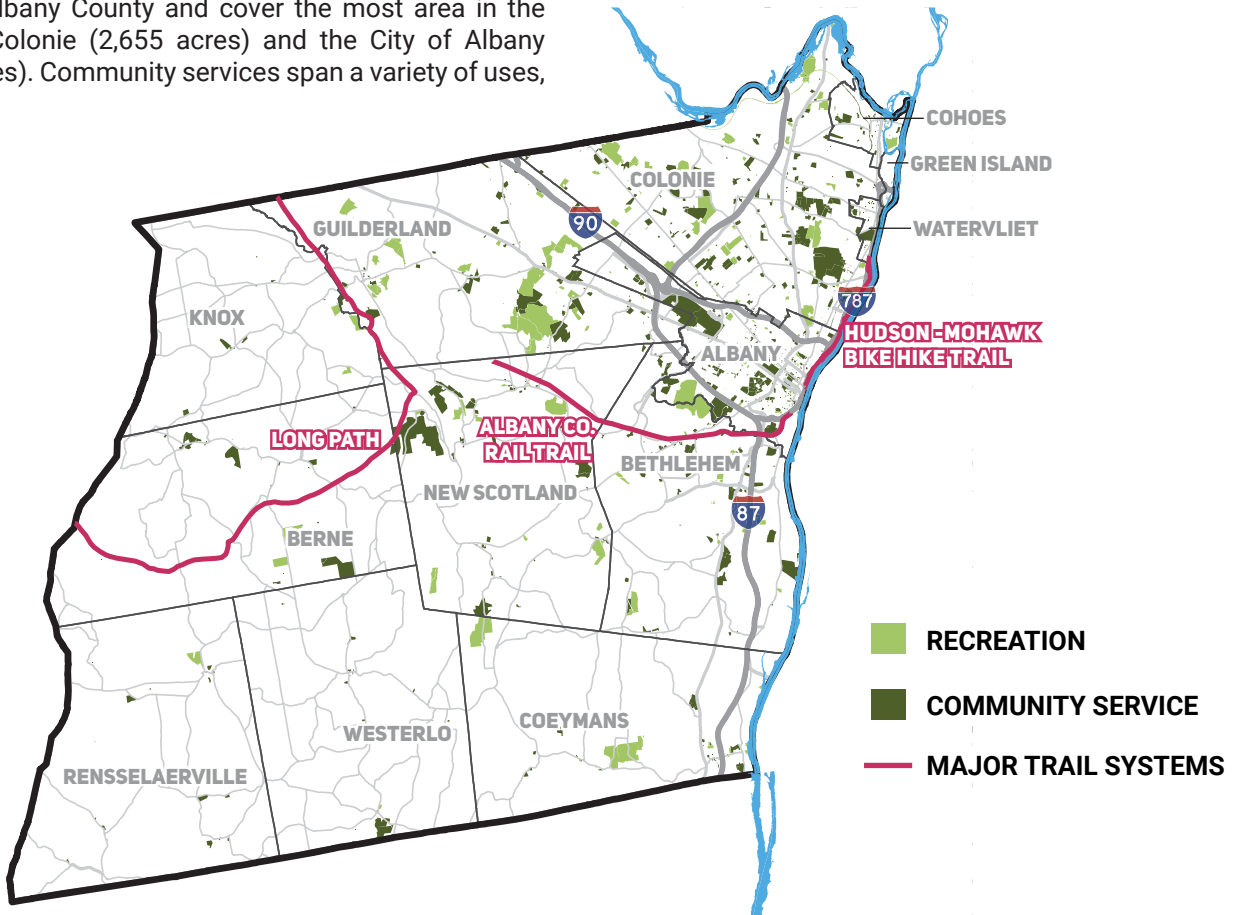 lbany County and cover the most area in the
Colonie (2,655 acres) and the City of Albany
es). Community services span a variety of uses,
COHOES
GREEN ISLAND
COLONIE
90
GUILDERLAND
WATERVLIET
787
KNOX
HUDSON-MOHAWK
BIKE HIKE TRAIL
ALBANY
LONG PATH
ALBANY CO.
RAIL TRAIL
BETHLEHEM
NEW SCOTLAND
87
BERNE
RECREATION
COMMUNITY SERVICE
COEYMANS
WESTERLO
MAJOR TRAIL SYSTEMS
RENSSELAERVILLE